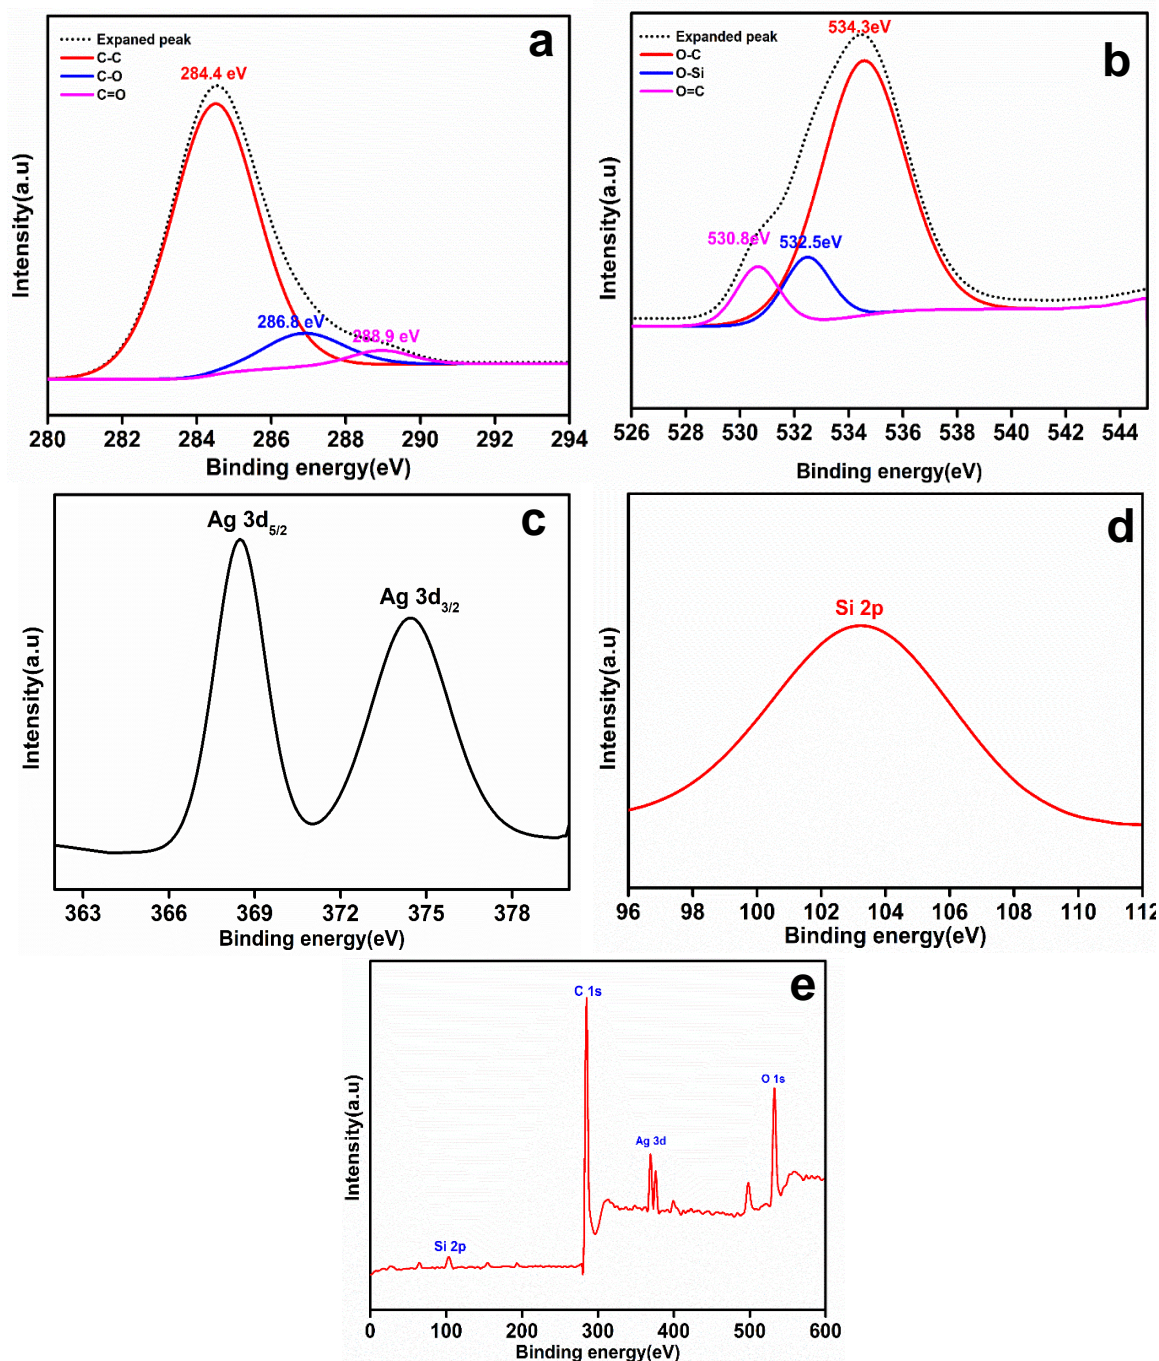 a
Expaned peak
C-C
C-O
C=O
284.4 eV
286.8 eV
288.9 eV
Intensity(a.u)
280 282 284 286 288 290 292 294
Binding energy(eV)
b
Expanded peak
O-C
O-Si
O=C
534.3eV
530.8eV
532.5eV
Intensity(a.u)
526 528 530 532 534 536 538 540 542 544
Binding energy(eV)
c
Ag 3d5/2
Ag 3d3/2
Intensity(a.u)
363 366 369 372 375 378
Binding energy(eV)
d
Si 2p
Intensity(a.u)
96 98 100 102 104 106 108 110 112
Binding energy(eV)
e
C 1s
O 1s
Ag 3d
Si 2p
Intensity(a.u)
0 100 200 300 400 500 600
Binding energy(eV)